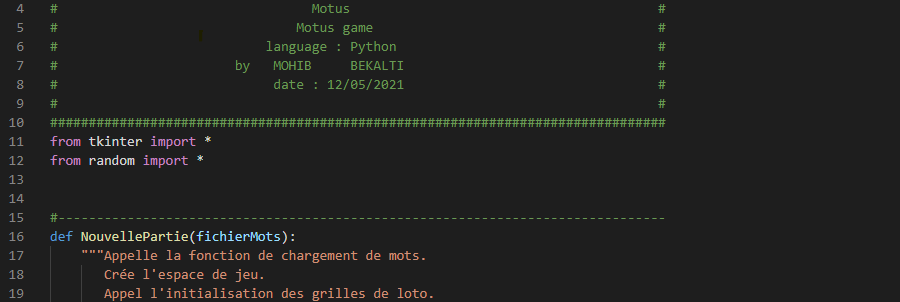 4 # Motus #
5 # Motus game #
6 # language : Python #
7 # by MOHIB BEKALTI #
8 # date : 12/05/2021 #
9 # #
10 ################################################################################
11 from tkinter import *
12 from random import *
13
14
15 #-------------------------------------------------------------------------------
16 def NouvellePartie(fichierMots):
17 """Appelle la fonction de chargement de mots.
18 Crée l'espace de jeu.
19 Appel l'initialisation des grilles de loto.